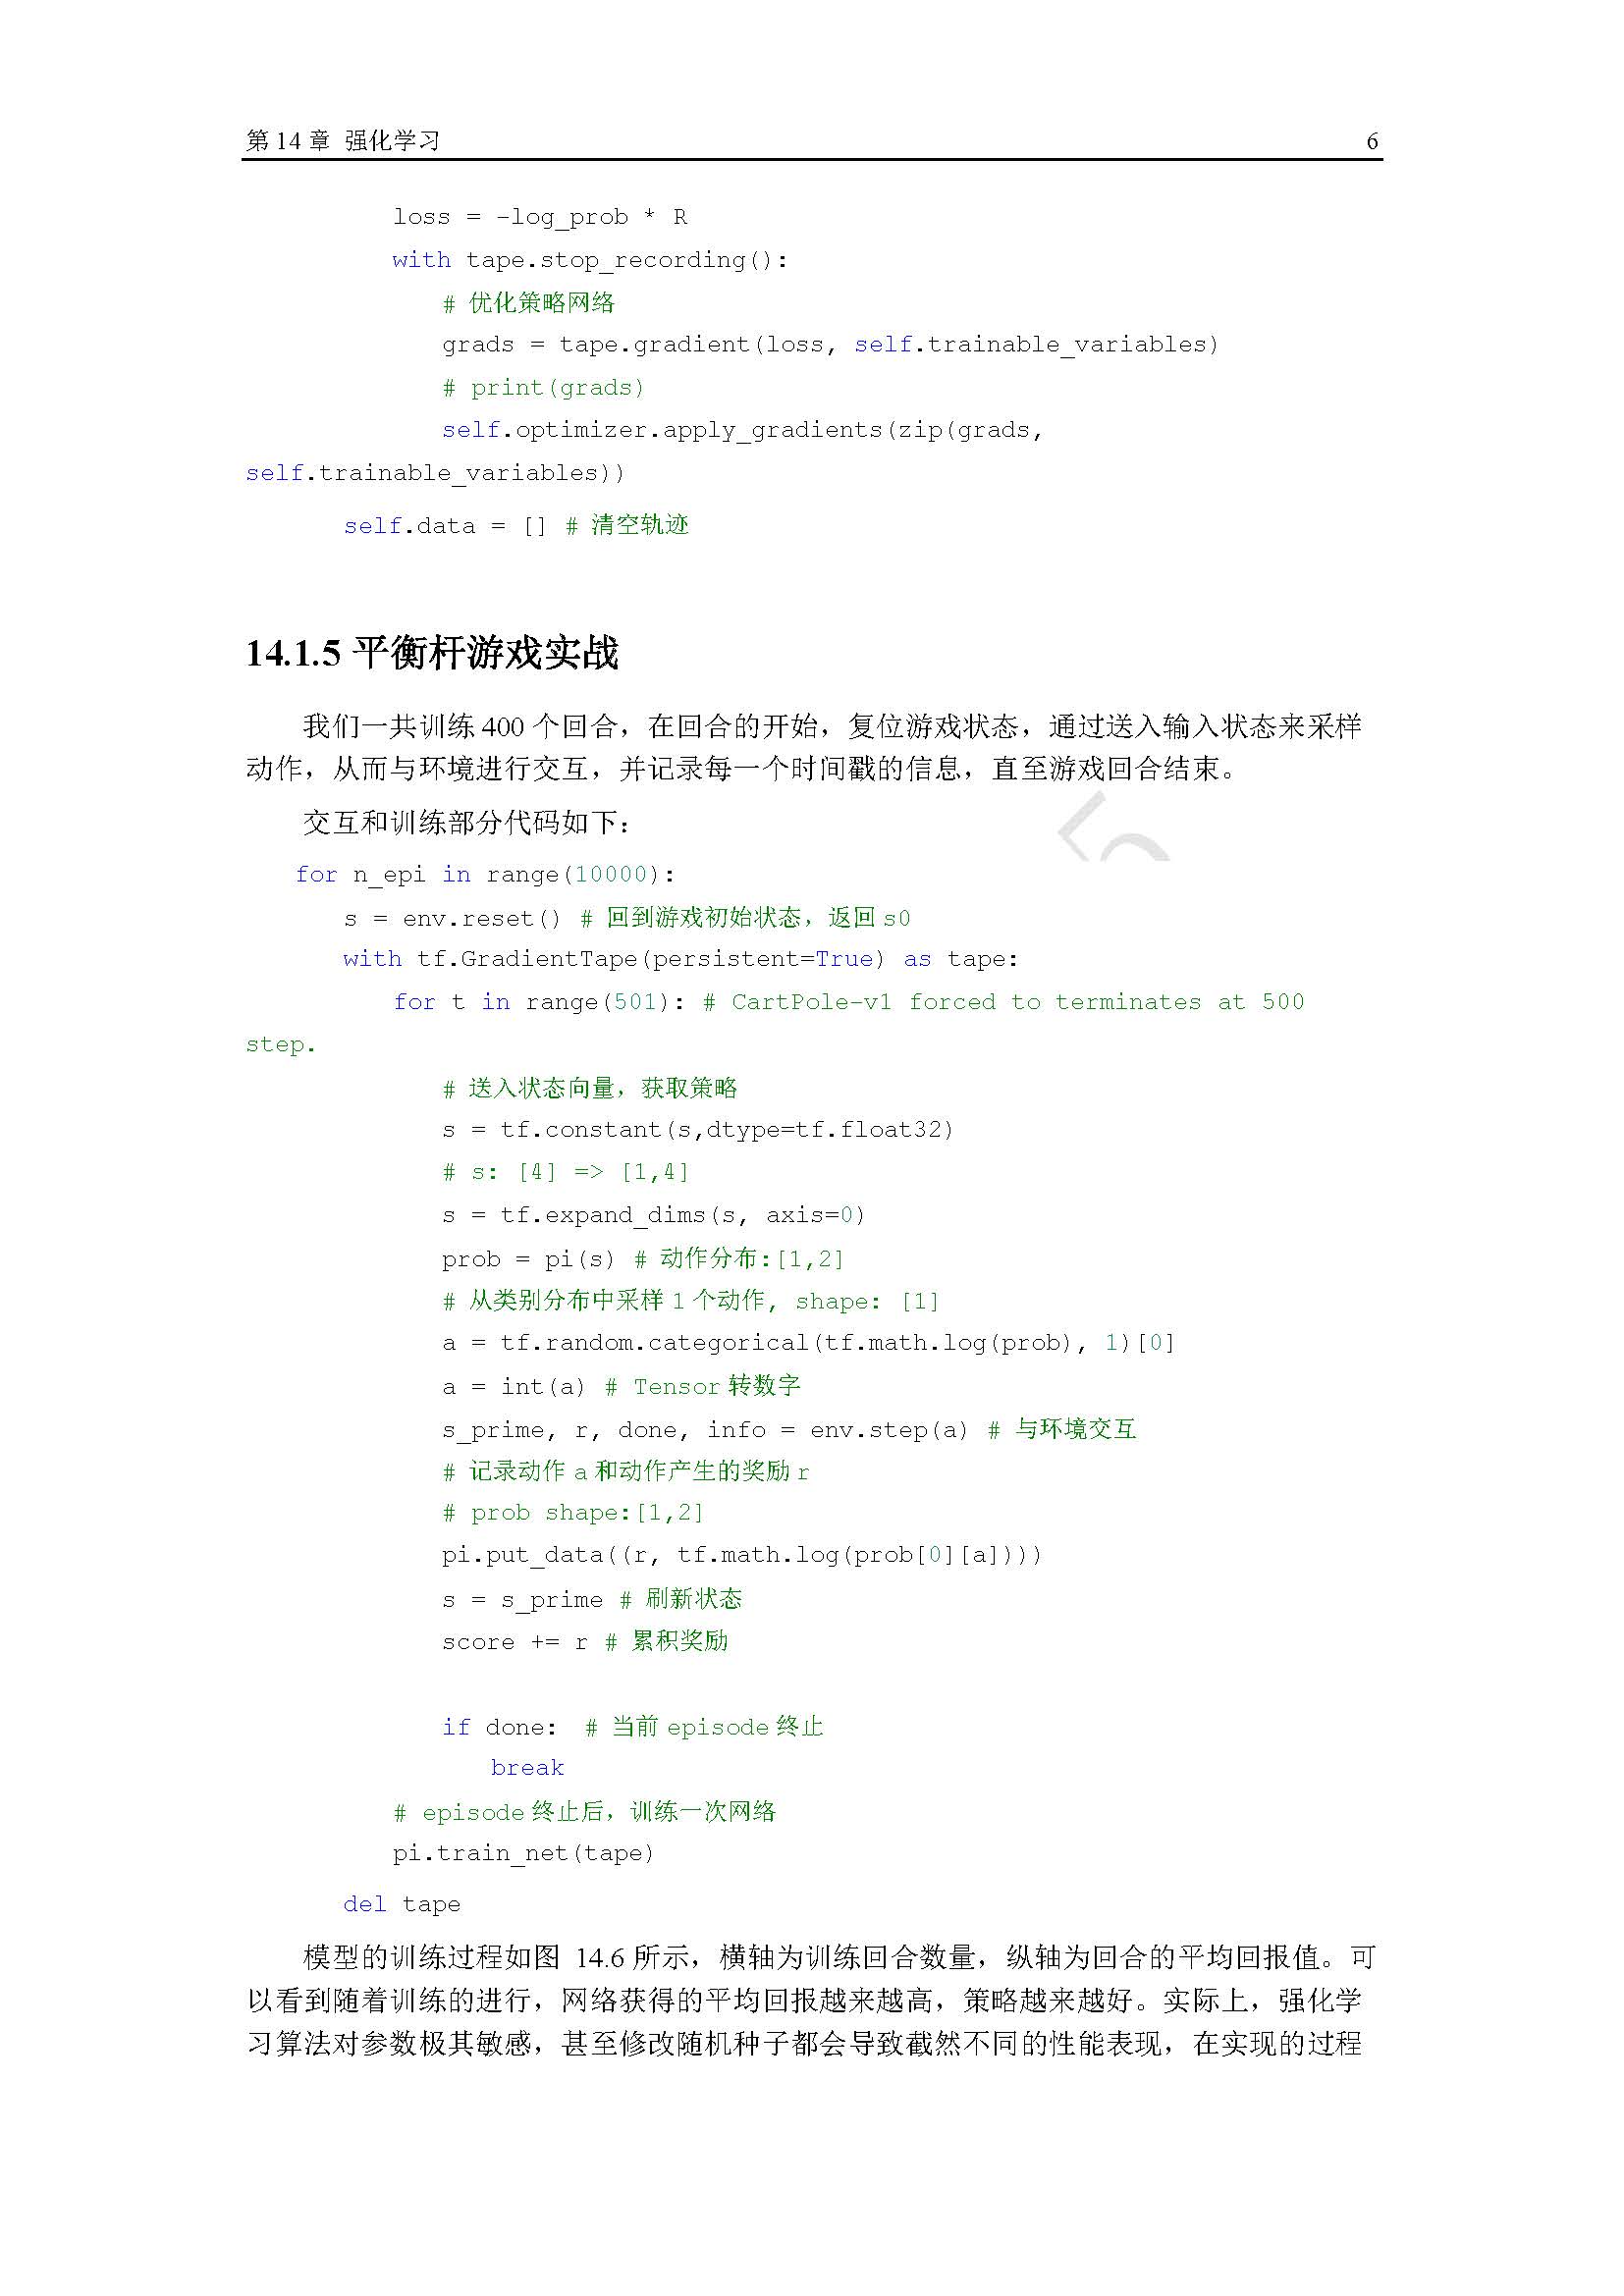 第 14 章 强化学习 6
loss = -log_prob * R
with tape.stop_recording():
# 优化策略网络
grads = tape.gradient(loss, self.trainable_variables)
# print(grads)
self.optimizer.apply_gradients(zip(grads,
self.trainable_variables))
self.data = [] # 清空轨迹
14.1.5 平衡杆游戏实战
我们一共训练 400 个回合，在回合的开始，复位游戏状态，通过送入输入状态来采样
动作，从而与环境进行交互，并记录每一个时间戳的信息，直至游戏回合结束。
交互和训练部分代码如下：
for n_epi in range(10000):
s = env.reset() # 回到游戏初始状态，返回 s0
with tf.GradientTape(persistent=True) as tape:
for t in range(501): # CartPole-v1 forced to terminates at 500
step.
# 送入状态向量，获取策略
s = tf.constant(s,dtype=tf.float32)
# s: [4] => [1,4]
s = tf.expand_dims(s, axis=0)
prob = pi(s) # 动作分布:[1,2]
# 从类别分布中采样 1 个动作, shape: [1]
a = tf.random.categorical(tf.math.log(prob), 1)[0]
a = int(a) # Tensor 转数字
s_prime, r, done, info = env.step(a) # 与环境交互
# 记录动作 a 和动作产生的奖励 r
# prob shape:[1,2]
pi.put_data((r, tf.math.log(prob[0][a])))
s = s_prime # 刷新状态
score += r # 累积奖励
if done: # 当前 episode 终止
break
# episode 终止后，训练一次网络
pi.train_net(tape)
del tape
模型的训练过程如图 14.6 所示，横轴为训练回合数量，纵轴为回合的平均回报值。可
以看到随着训练的进行，网络获得的平均回报越来越高，策略越来越好。实际上，强化学
习算法对参数极其敏感，甚至修改随机种子都会导致截然不同的性能表现，在实现的过程